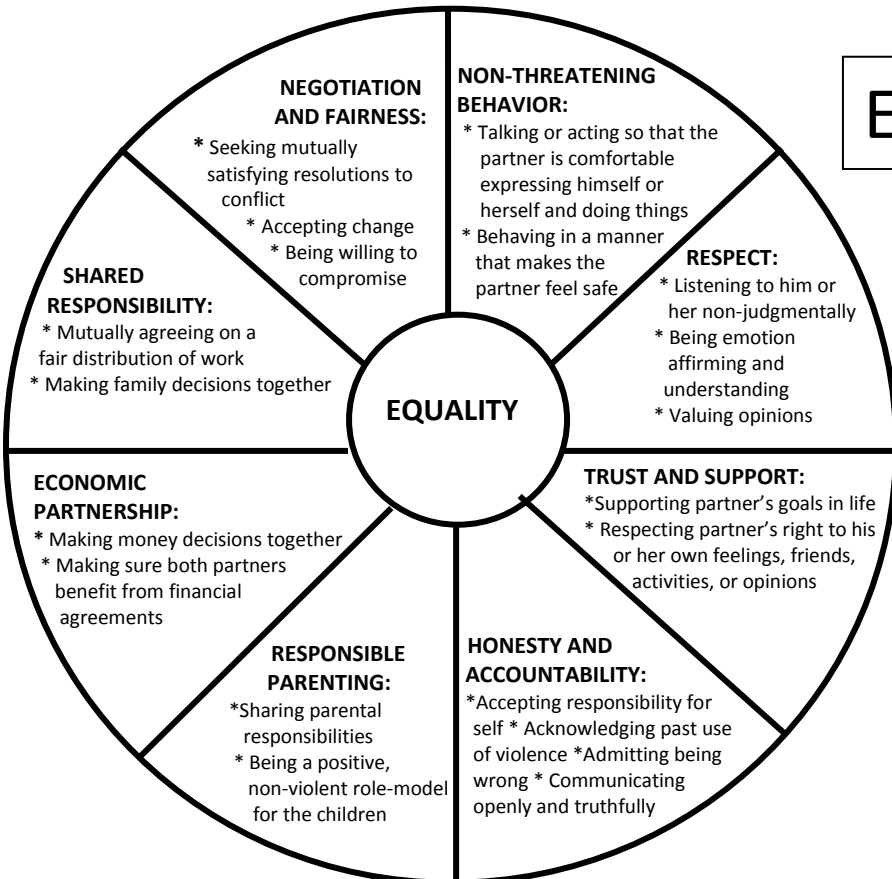 NEGOTIATION
AND FAIRNESS:
* Seeking mutually
satisfying resolutions to
conflict
* Accepting change
* Being willing to
compromise
NON-THREATENING
BEHAVIOR:
* Talking or acting so that the
partner is comfortable
expressing himself or
herself and doing things
* Behaving in a manner
that makes the
partner feel safe
E
RESPECT:
* Listening to him or
her non-judgmentally
* Being emotion
affirming and
understanding
* Valuing opinions
SHARED
RESPONSIBILITY:
* Mutually agreeing on a
fair distribution of work
* Making family decisions together
EQUALITY
TRUST AND SUPPORT:
*Supporting partner’s goals in life
* Respecting partner’s right to his
or her own feelings, friends,
activities, or opinions
ECONOMIC
PARTNERSHIP:
* Making money decisions together
* Making sure both partners
benefit from financial
agreements
RESPONSIBLE
PARENTING:
*Sharing parental
responsibilities
* Being a positive,
non-violent role-model
for the children
HONESTY AND
ACCOUNTABILITY:
*Accepting responsibility for
self * Acknowledging past use
of violence *Admitting being
wrong * Communicating
openly and truthfully